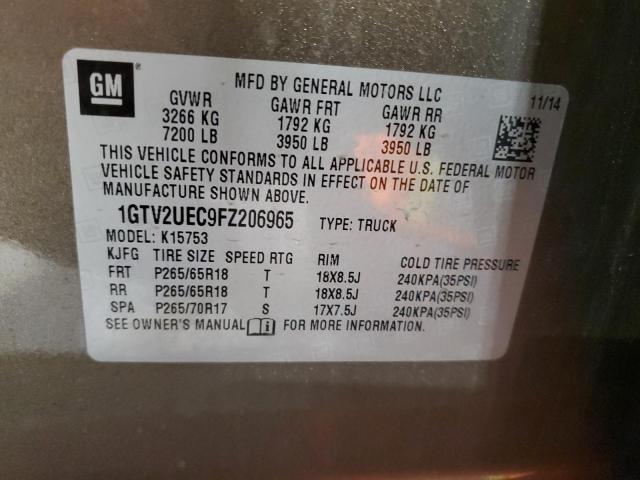 GM
MFD BY GENERAL MOTORS LLC
11/14
GVWR GAWR FRT GAWR RR
3266 KG 1792 KG 1792 KG
7200 LB 3950 LB 3950 LB
THIS VEHICLE CONFORMS TO ALL APPLICABLE U.S. FEDERAL MOTOR
VEHICLE SAFETY STANDARDS IN EFFECT ON THE DATE OF
MANUFACTURE SHOWN ABOVE.
1GTV2UEC9FZ206965 TYPE: TRUCK
MODEL: K15753
KJFG TIRE SIZE SPEED RTG RIM COLD TIRE PRESSURE
FRT P265/65R18 T 18X8.5J 240KPA(35PSI)
RR P265/65R18 T 18X8.5J 240KPA(35PSI)
SPA P265/70R17 S 17X7.5J 240KPA(35PSI)
SEE OWNER'S MANUAL FOR MORE INFORMATION.